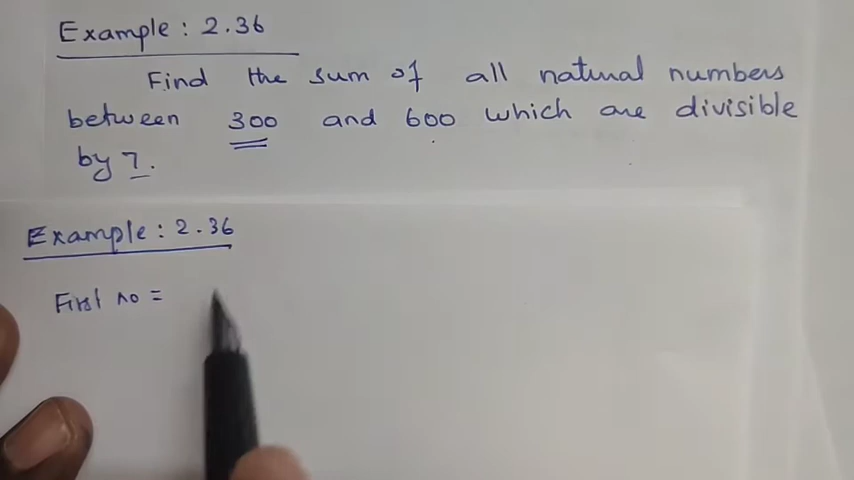 Example : 2.36
Find the sum of all natural numbers
between 300 and 600 which are divisible
by 7.
Example : 2.36
First no =